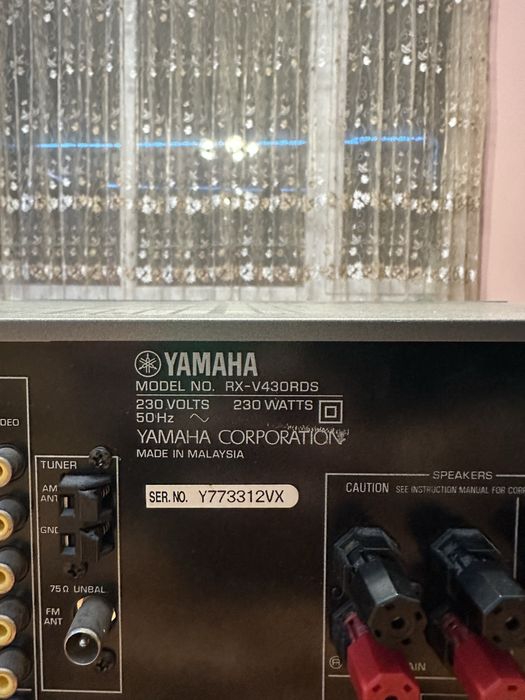 YAMAHA
MODEL NO. RX-V430RDS
230 VOLTS 230 WATTS
50Hz
YAMAHA CORPORATION
MADE IN MALAYSIA
SER. NO. Y773312VX
TUNER
AM
ANT
GND
75Ω UNBAL.
FM
ANT
SPEAKERS
CAUTION SEE INSTRUCTION MANUAL FOR
R